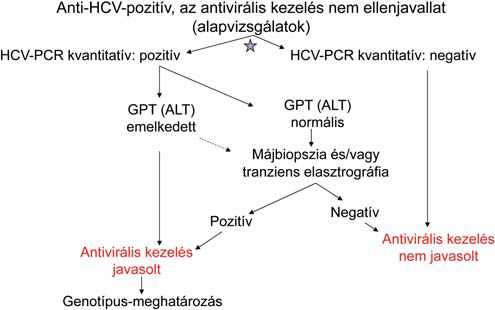 Anti-HCV-pozitív, az antivirális kezelés nem ellenjavallat
(alapvizsgálatok)
HCV-PCR kvantitatív: pozitív
HCV-PCR kvantitatív: negatív
GPT (ALT)
emelkedett
GPT (ALT)
normális
Májbiopszia és/vagy
tranziens elasztrográfia
Pozitív
Negatív
Antivirális kezelés
javasolt
Antivirális kezelés
nem javasolt
Genotípus-meghatározás